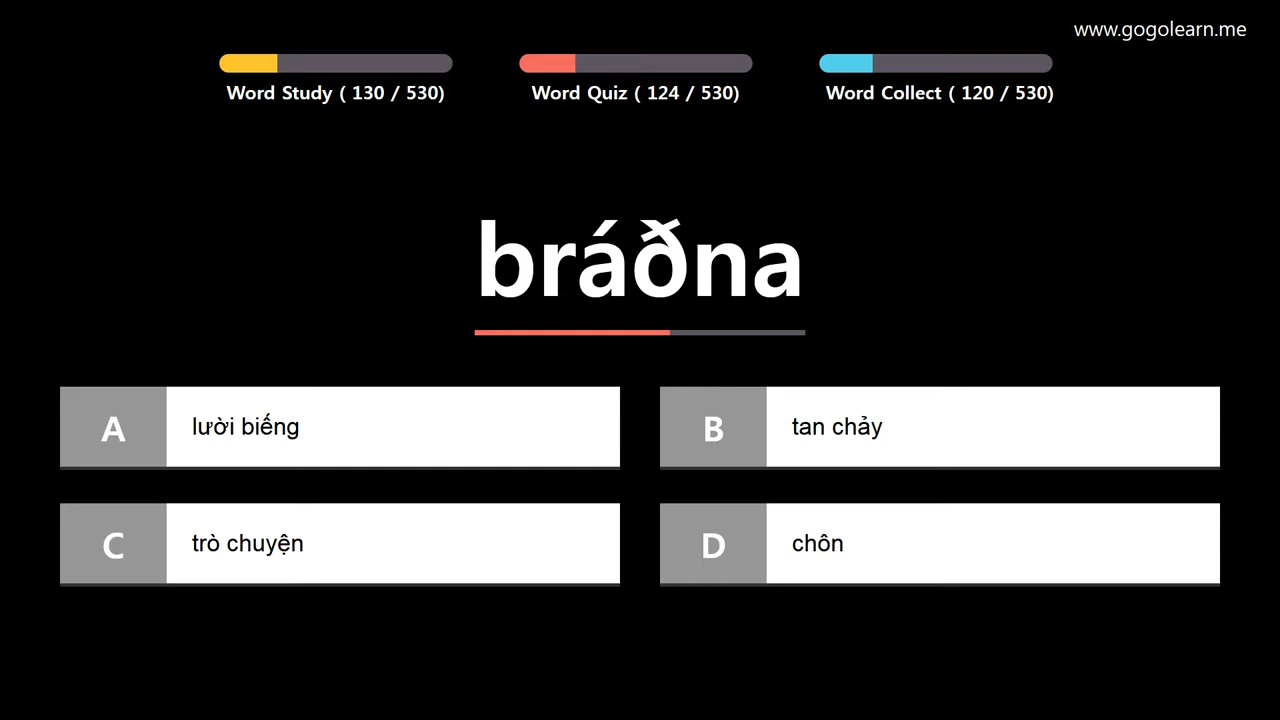 www.gogolearn.me
Word Study ( 130 / 530)
Word Quiz ( 124 / 530)
Word Collect ( 120 / 530)
bráðna
A
lười biếng
B
tan chảy
C
trò chuyện
D
chôn